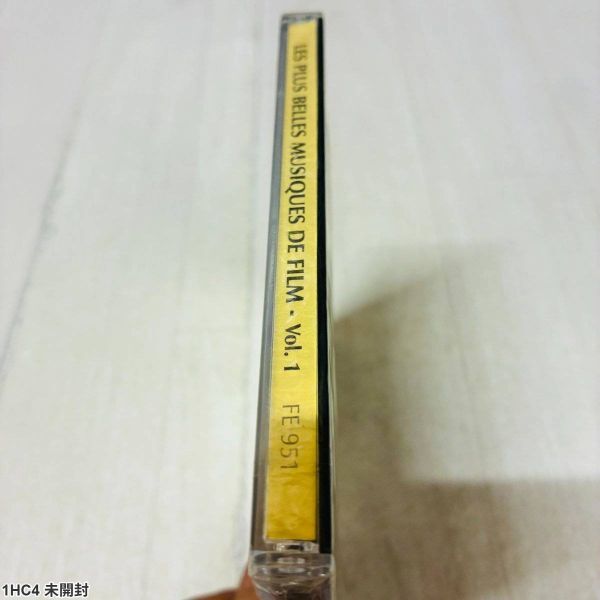 LES PLUS BELLES MUSIQUES DE FILM - Vol. 1 FE 951
1HC4 未開封